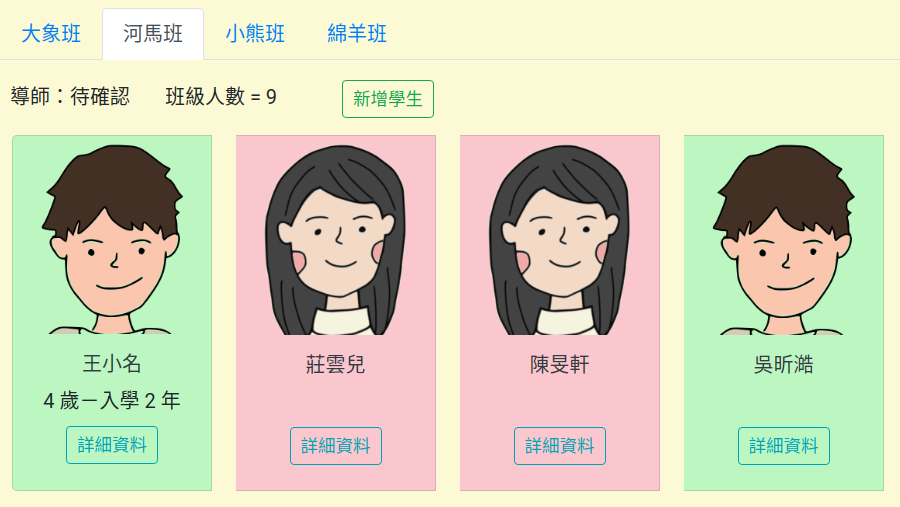 大象班 河馬班 小熊班 綿羊班
導師：待確認 班級人數 = 9 新增學生
王小名 莊雲兒 陳旻軒 吳昕澔
4 歲－入學 2 年
詳細資料 詳細資料 詳細資料 詳細資料